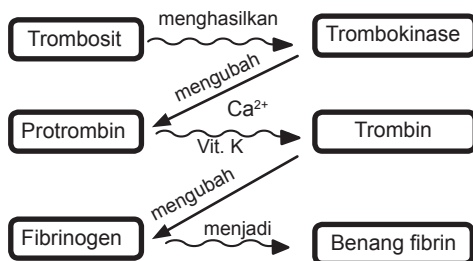 menghasilkan
Trombosit
Trombokinase
mengubah
Ca²⁺
Protrombin
Trombin
Vit. K
mengubah
Fibrinogen
menjadi
Benang fibrin